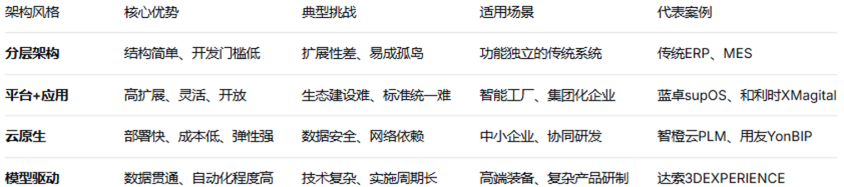 架构风格 核心优势 典型挑战 适用场景 代表案例
分层架构 结构简单、开发门槛低 扩展性差、易成孤岛 功能独立的传统系统 传统ERP、MES
平台+应用 高扩展、灵活、开放 生态建设难、标准统一难 智能工厂、集团化企业 蓝卓supOS、和利时XMagital
云原生 部署快、成本低、弹性强 数据安全、网络依赖 中小企业、协同研发 智橙云PLM、用友YonBIP
模型驱动 数据贯通、自动化程度高 技术复杂、实施周期长 高端装备、复杂产品研制 达索3DEXPERIENCE